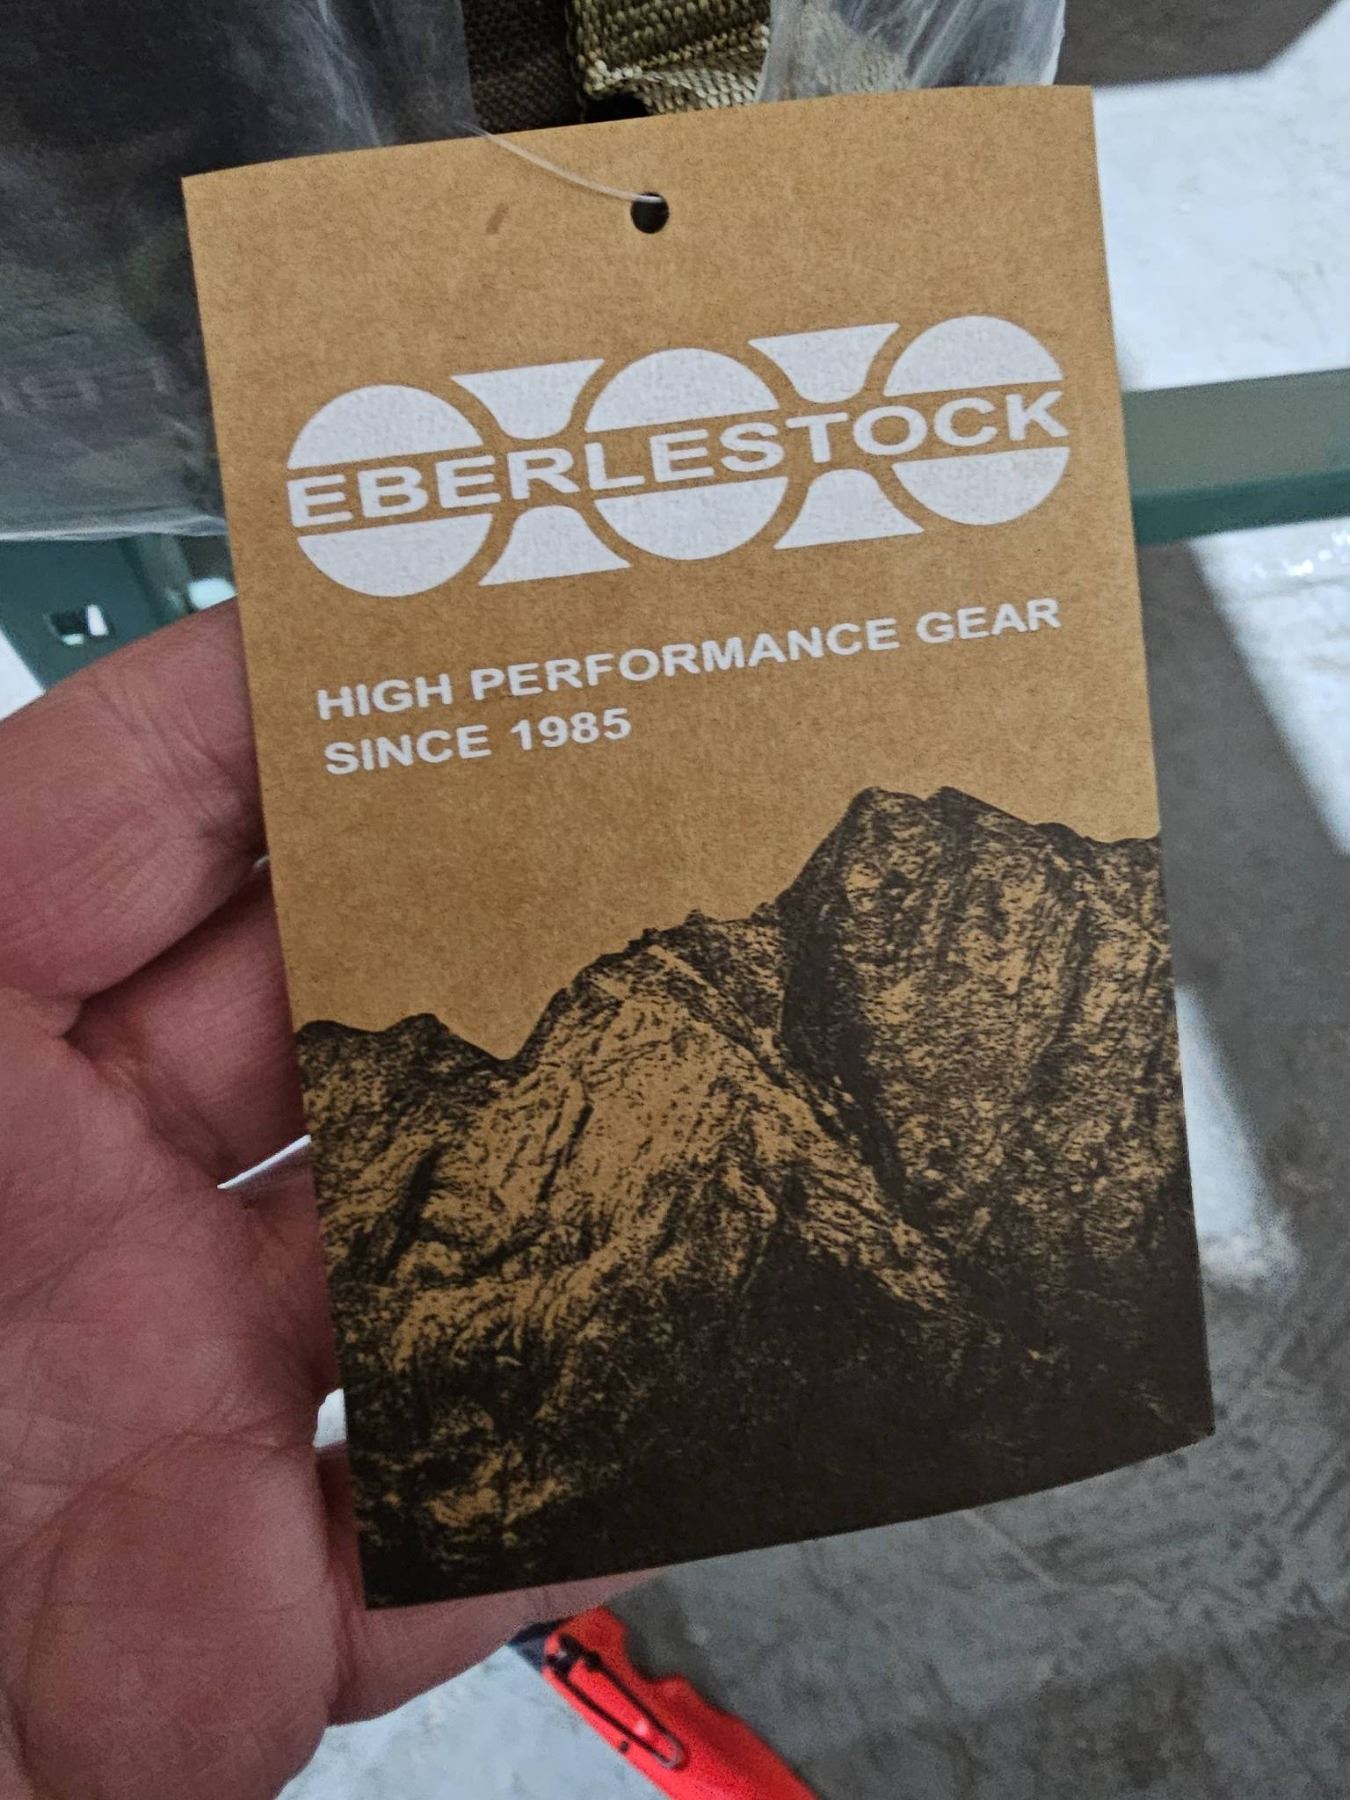 EBERLESTOCK
HIGH PERFORMANCE GEAR
SINCE 1985